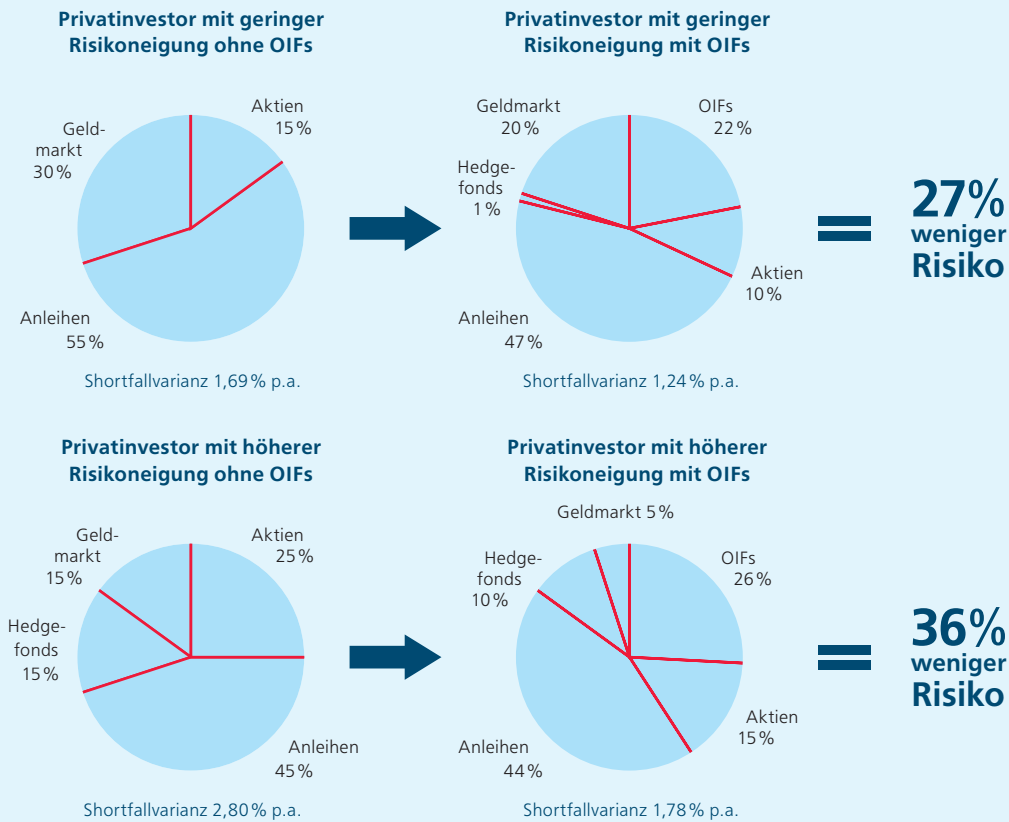 Privatinvestor mit geringer
Risikoneigung ohne OIFs
Aktien
15 %
Geld-
markt
30 %
Anleihen
55 %
Shortfallvarianz 1,69 % p.a.
Privatinvestor mit geringer
Risikoneigung mit OIFs
Geldmarkt
20 %
OIFs
22 %
Hedge-
fonds
1 %
Aktien
10 %
Anleihen
47 %
Shortfallvarianz 1,24 % p.a.
27%
weniger
Risiko
Privatinvestor mit höherer
Risikoneigung ohne OIFs
Geld-
markt
15 %
Aktien
25 %
Hedge-
fonds
15 %
Anleihen
45 %
Shortfallvarianz 2,80 % p.a.
Privatinvestor mit höherer
Risikoneigung mit OIFs
Geldmarkt 5 %
Hedge-
fonds
10 %
OIFs
26 %
Aktien
15 %
Anleihen
44 %
Shortfallvarianz 1,78 % p.a.
36%
weniger
Risiko